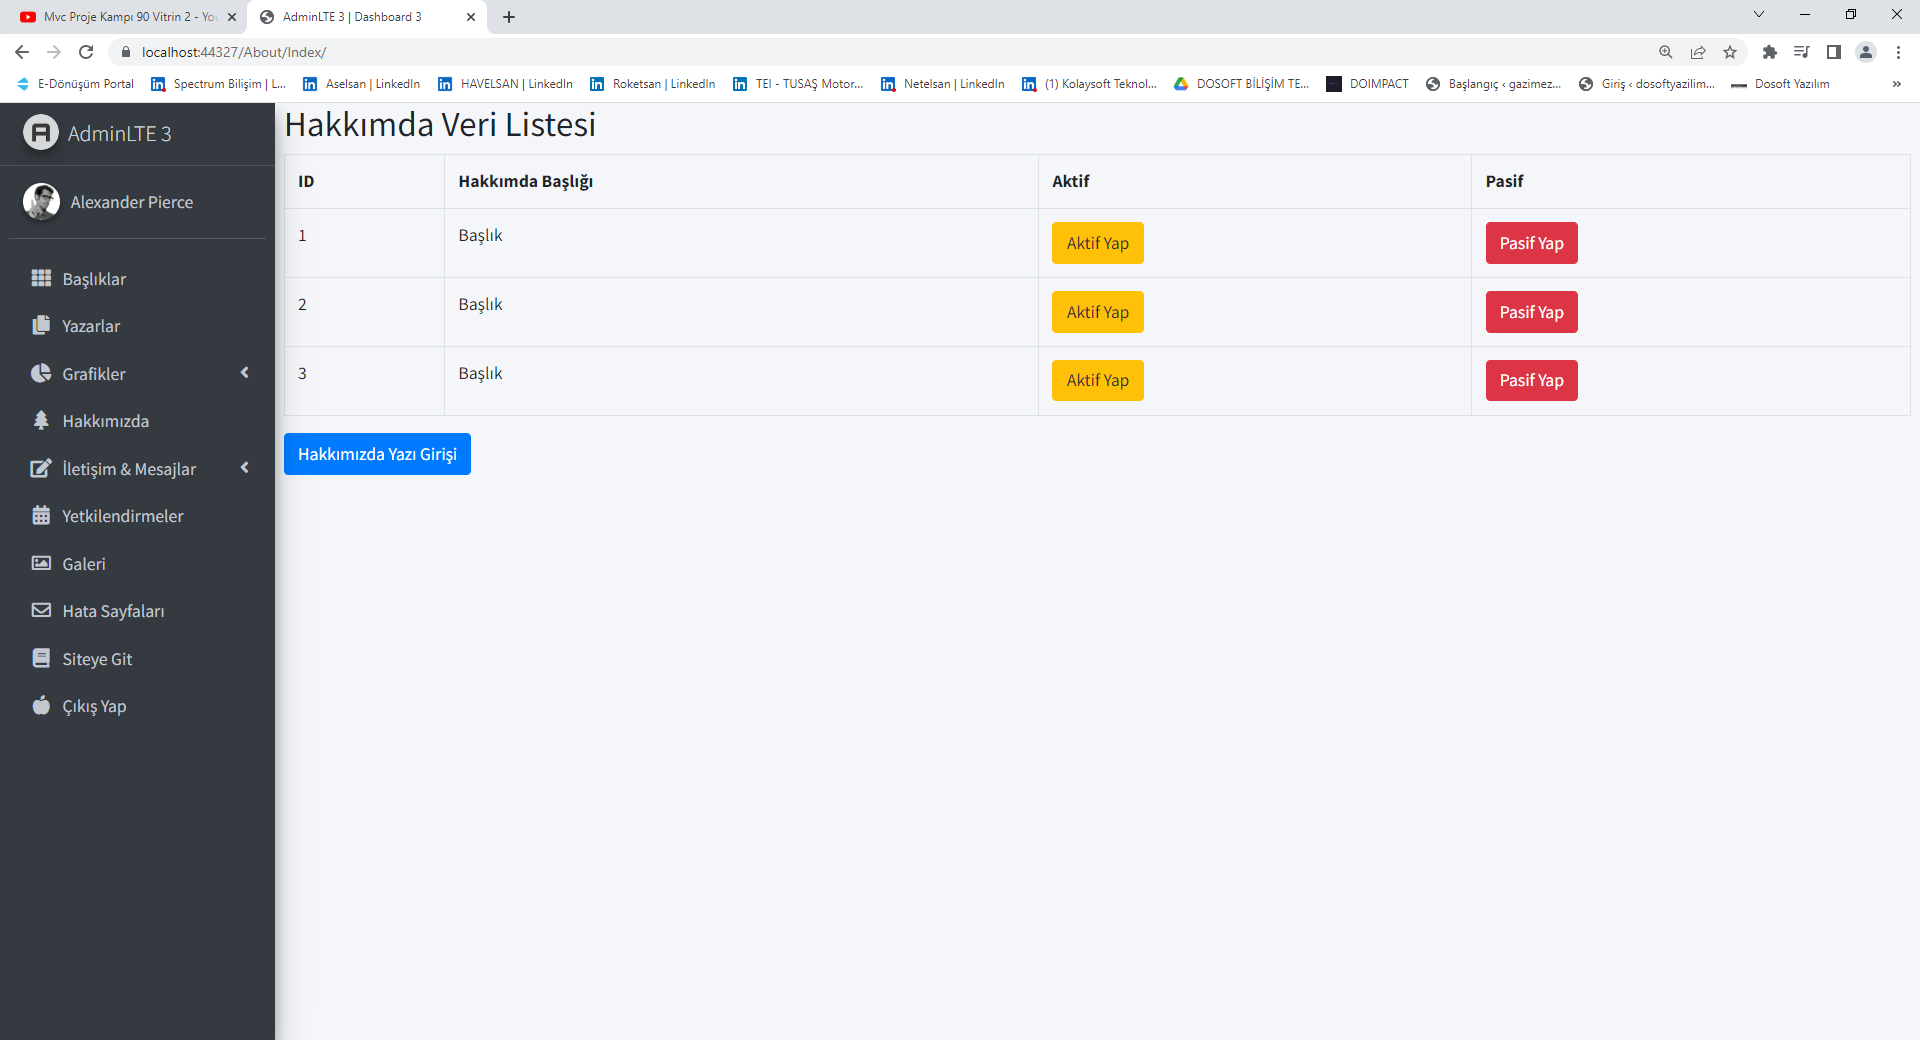 Mvc Proje Kampı 90 Vitrin 2 - You
AdminLTE 3 | Dashboard 3
localhost:44327/About/Index/
E-Dönüşüm Portal
Spectrum Bilişim | L...
Aselsan | LinkedIn
HAVELSAN | LinkedIn
Roketsan | LinkedIn
TEI - TUSAŞ Motor...
Netelsan | LinkedIn
(1) Kolaysoft Teknol...
DOSOFT BİLİŞİM TE...
DOIMPACT
Başlangıç ‹ gazimez...
Giriş ‹ dosoftyazilim...
Dosoft Yazılım
AdminLTE 3
Alexander Pierce
Başlıklar
Yazarlar
Grafikler
Hakkımızda
İletişim & Mesajlar
Yetkilendirmeler
Galeri
Hata Sayfaları
Siteye Git
Çıkış Yap
Hakkımda Veri Listesi
ID Hakkımda Başlığı Aktif Pasif
1 Başlık Aktif Yap Pasif Yap
2 Başlık Aktif Yap Pasif Yap
3 Başlık Aktif Yap Pasif Yap
Hakkımızda Yazı Girişi